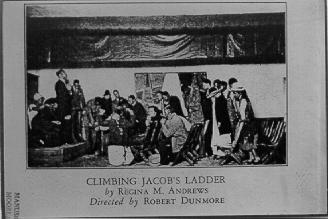 CLIMBING JACOB'S LADDER
by REGINA M. ANDREWS
Directed by ROBERT DUNMORE